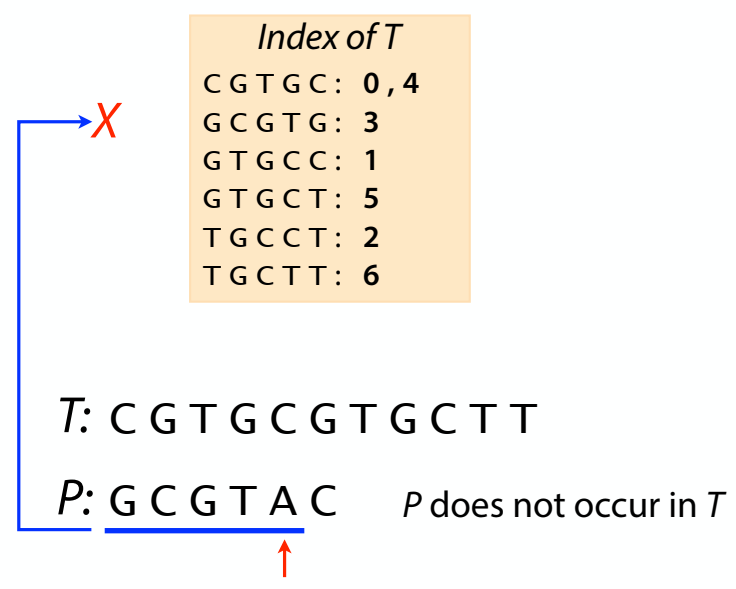 Index of T
C G T G C : 0 , 4
G C G T G : 3
G T G C C : 1
G T G C T : 5
T G C C T : 2
T G C T T : 6
X
T: C G T G C G T G C T T
P: G C G T A C P does not occur in T